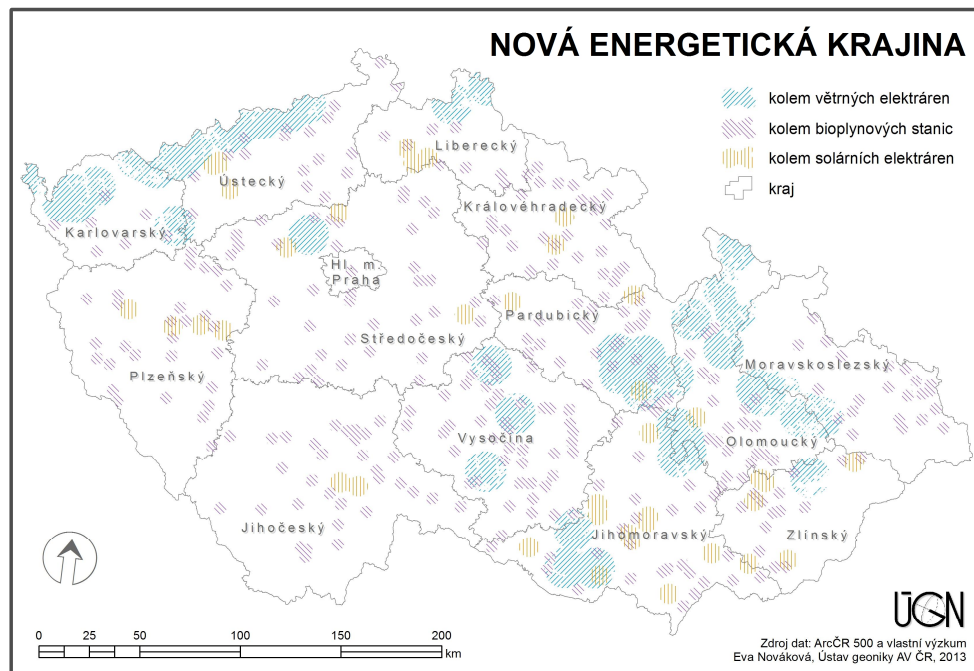 NOVÁ ENERGETICKÁ KRAJINA
kolem větrných elektráren
kolem bioplynových stanic
kolem solárních elektráren
kraj
Liberecký
Ústecký
Královéhradecký
Karlovarský
Hl. m.
Praha
Pardubický
Středočeský
Moravskoslezský
Plzeňský
Vysočina
Olomoucký
Jihočeský
Jihomoravský
Zlínský
0 25 50 100 150 200
km
ÚGN
Zdroj dat: ArcČR 500 a vlastní výzkum
Eva Nováková, Ústav geoniky AV ČR, 2013